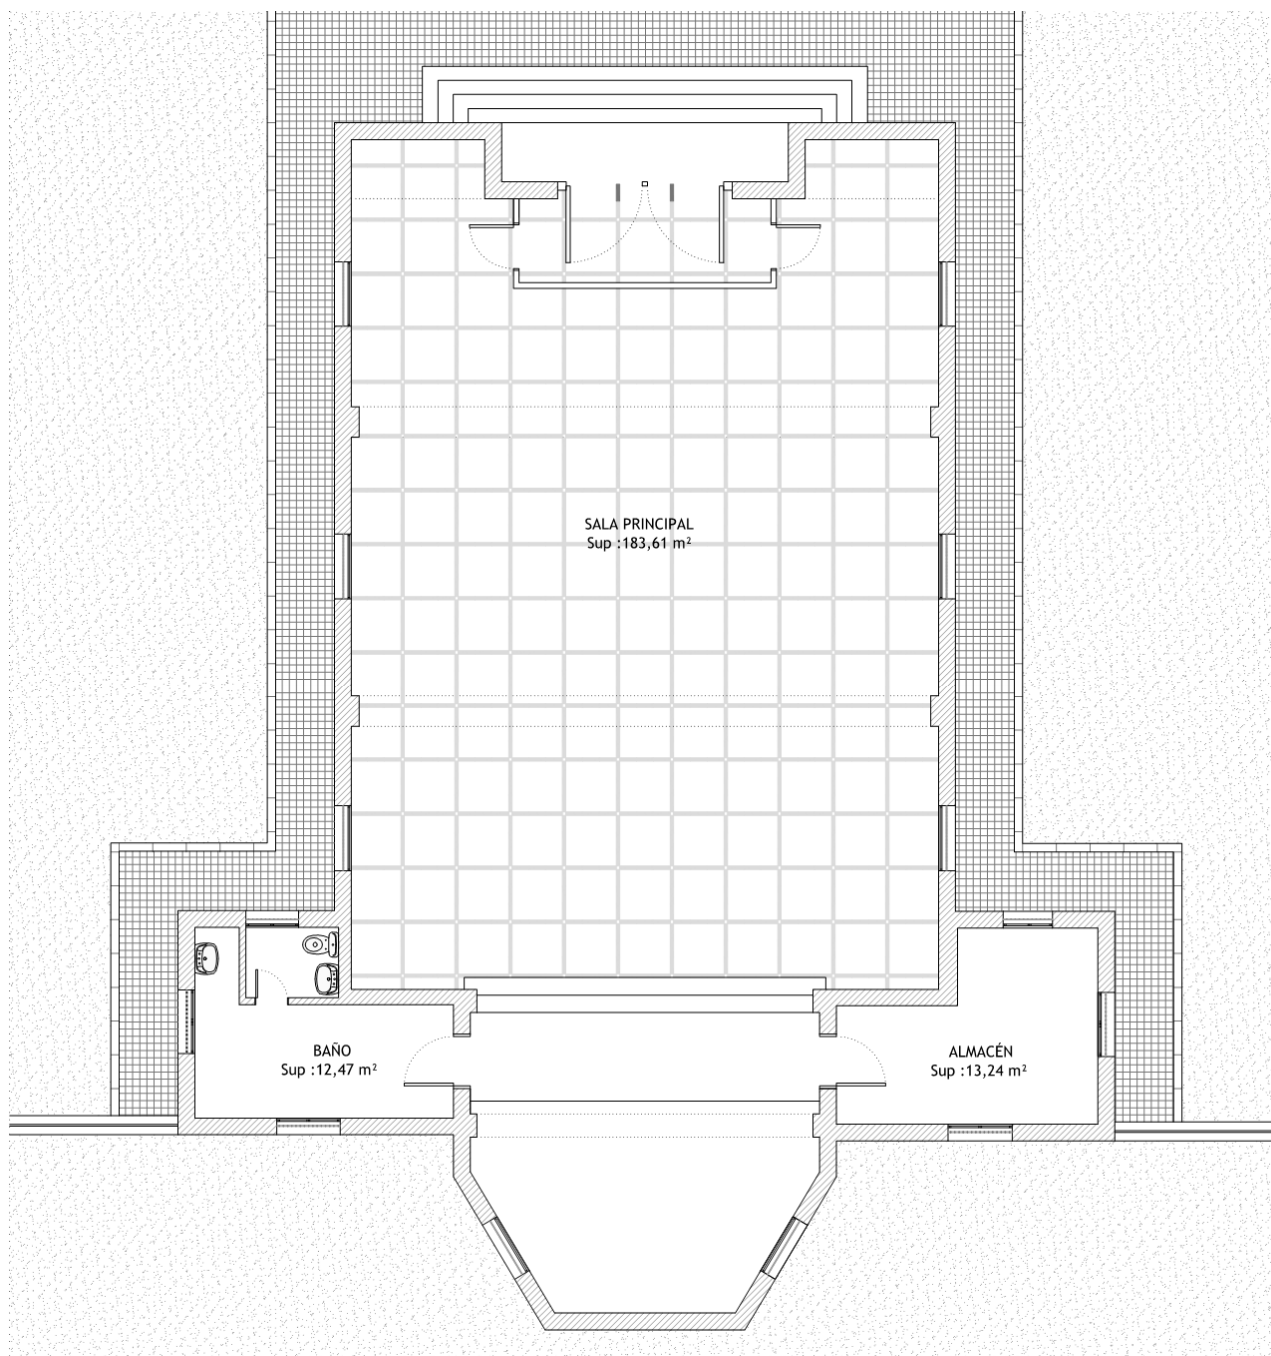 SALA PRINCIPAL
Sup :183,61 m²
BAÑO
Sup :12,47 m²
ALMACÉN
Sup :13,24 m²